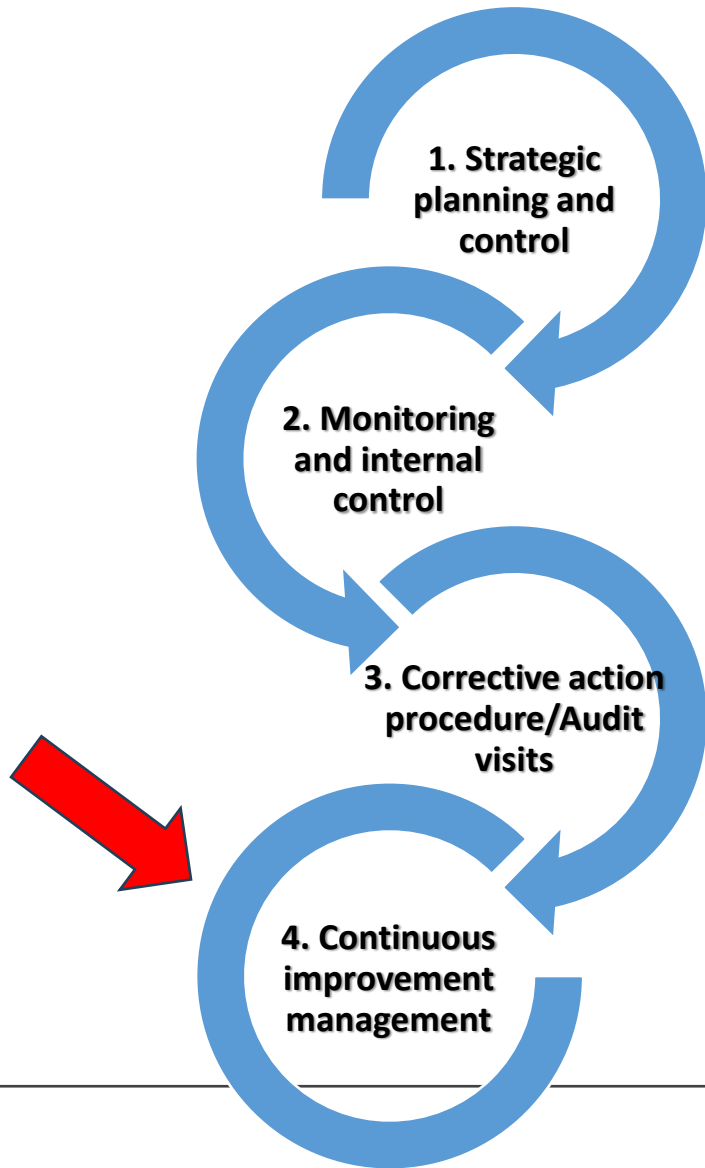 1. Strategic
planning and
control
2. Monitoring
and internal
control
3. Corrective action
procedure/Audit
visits
4. Continuous
improvement
management